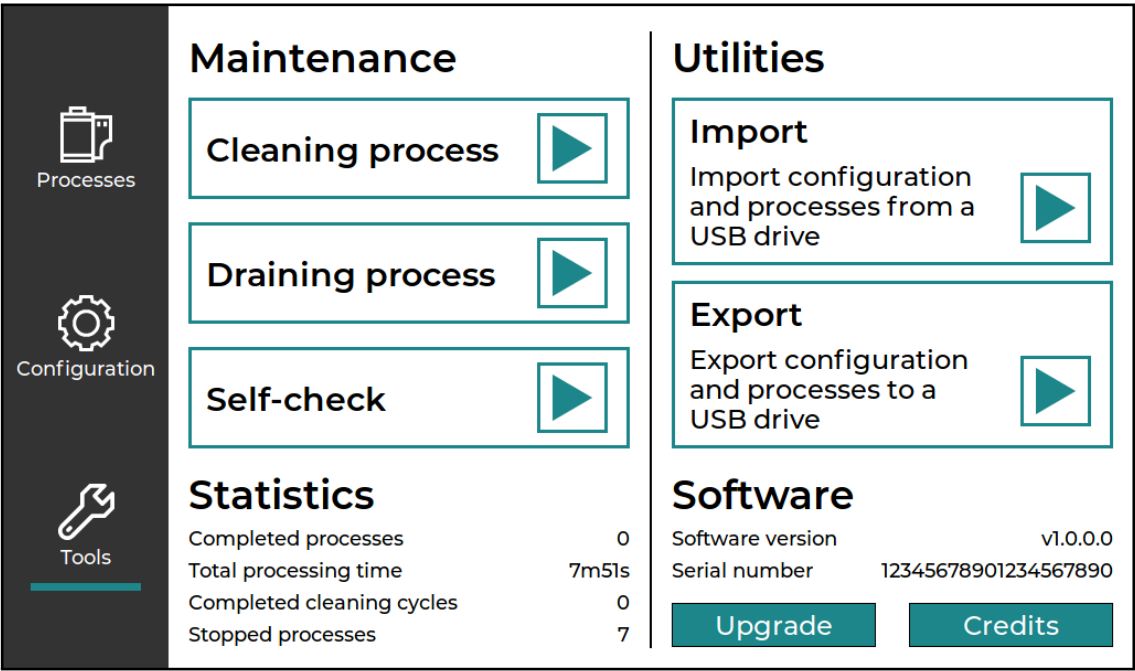 Processes
Configuration
Tools
Maintenance
Cleaning process
Draining process
Self-check
Statistics
Completed processes 0
Total processing time 7m51s
Completed cleaning cycles 0
Stopped processes 7
Utilities
Import
Import configuration
and processes from a
USB drive
Export
Export configuration
and processes to a
USB drive
Software
Software version v1.0.0.0
Serial number 12345678901234567890
Upgrade
Credits